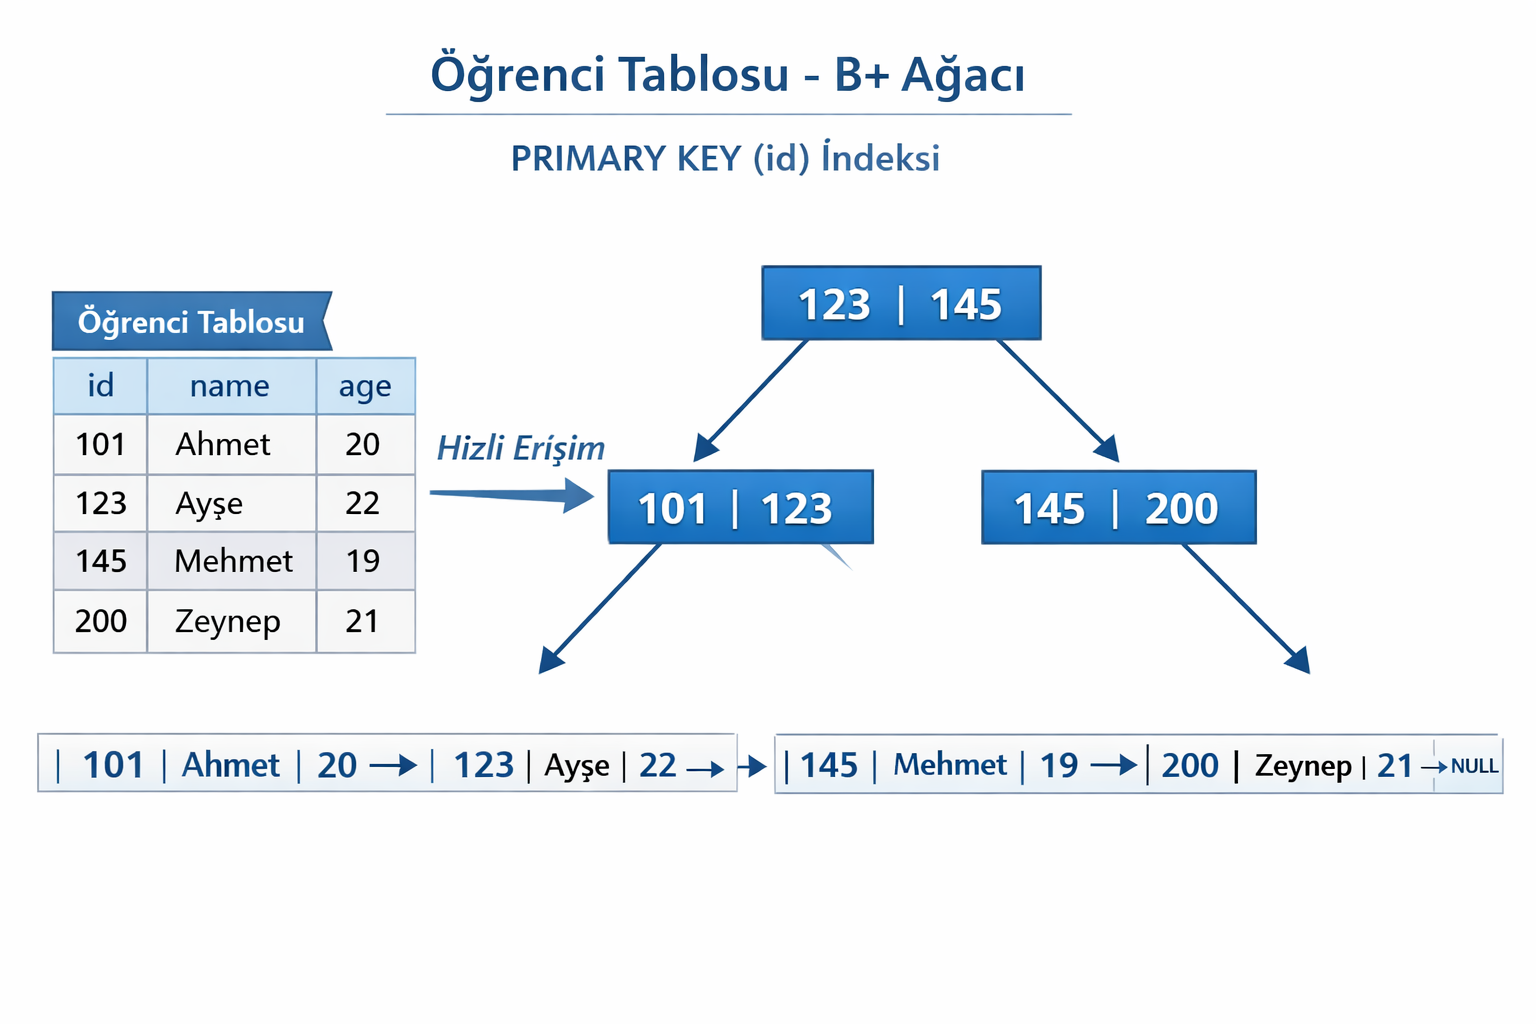 Öğrenci Tablosu - B+ Ağacı
PRIMARY KEY (id) İndeksi
Öğrenci Tablosu
id name age
101 Ahmet 20
123 Ayşe 22
145 Mehmet 19
200 Zeynep 21
Hizli Erişim
123 | 145
101 | 123
145 | 200
| 101 | Ahmet | 20 → | 123 | Ayşe | 22 → → | 145 | Mehmet | 19 → | 200 | Zeynep | 21 → NULL